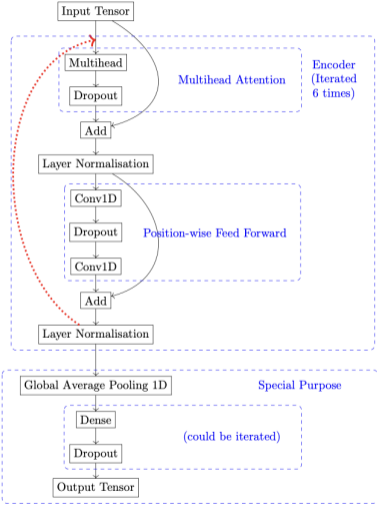 Input Tensor
Multihead
Multihead Attention
Encoder
(Iterated
6 times)
Dropout
Add
Layer Normalisation
Conv1D
Dropout
Position-wise Feed Forward
Conv1D
Add
Layer Normalisation
Global Average Pooling 1D
Special Purpose
Dense
(could be iterated)
Dropout
Output Tensor